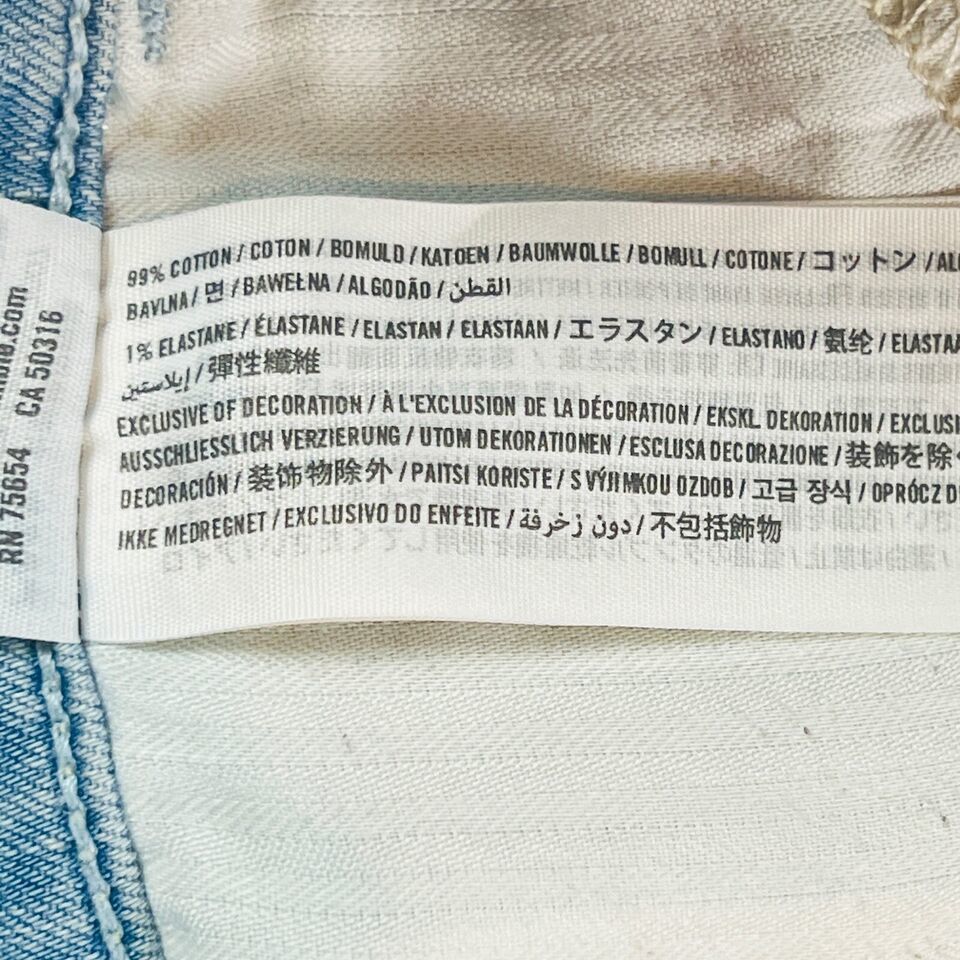 99% COTTON / COTON / BOMULD / KATOEN / BAUMWOLLE / BOMULL / COTONE / コットン /
BAVLNA / 면 / BAWEŁNA / ALGODÃO / القطن
1% ELASTANE / ÉLASTANE / ELASTAN / ELASTAAN / エラスタン / ELASTANO / 氨纶 /
إيلاستين / 彈性纖維
EXCLUSIVE OF DECORATION / À L'EXCLUSION DE LA DÉCORATION / EKSKL. DEKORATION /
AUSSCHLIESSLICH VERZIERUNG / UTOM DEKORATIONEN / ESCLUSA DECORAZIONE / 装飾を除
DECORACIÓN / 装饰物除外 / PAITSI KORISTE / S VÝJIMKOU OZDOB / 고급 장식 / OPRÓCZ
IKKE MEDREGNET / EXCLUSIVO DO ENFEITE / دون زخرفة / 不包括飾物
RN 75654 CA 50316